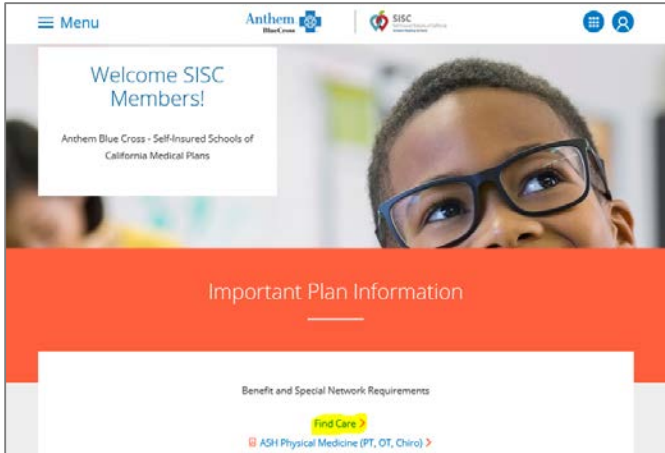 Menu
Anthem
BlueCross
SISC
Welcome SISC
Members!
Anthem Blue Cross - Self-Insured Schools of
California Medical Plans
Important Plan Information
Benefit and Special Network Requirements
Find Care >
ASH Physical Medicine (PT, OT, Chiro) >